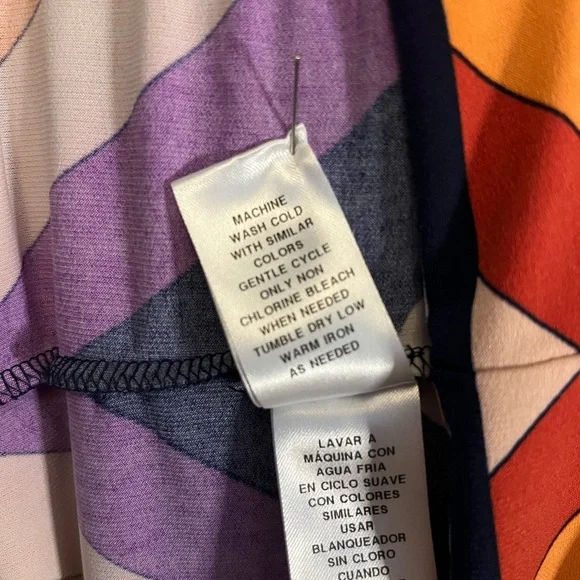 MACHINE
WASH COLD
WITH SIMILAR
COLORS
GENTLE CYCLE
ONLY NON
CHLORINE BLEACH
WHEN NEEDED
TUMBLE DRY LOW
WARM IRON
AS NEEDED
LAVAR A
MÁQUINA CON
AGUA FRIA
EN CICLO SUAVE
CON COLORES
SIMILARES
USAR
BLANQUEADOR
SIN CLORO
CUANDO